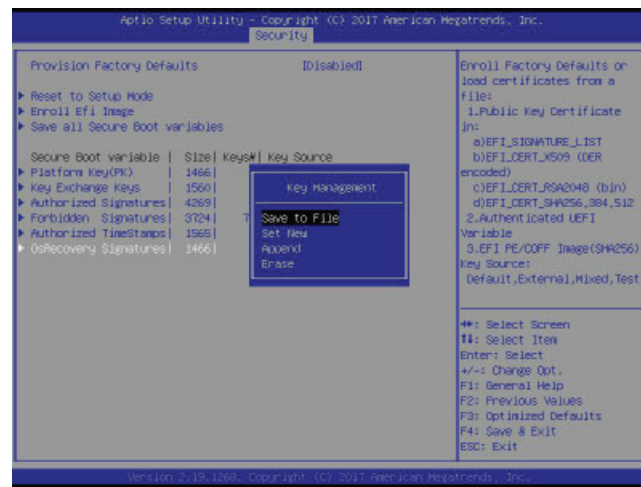 Aptio Setup Utility - Copyright (C) 2017 American Megatrends, Inc.
Security
Provision Factory Defaults [Disabled]
▶ Reset to Setup Mode
▶ Enroll Efi Image
▶ Save all Secure Boot variables
Secure Boot variable | Size| Keys#| Key Source
▶ Platform Key(PK) | 1466|
▶ Key Exchange Keys | 1560|
▶ Authorized Signatures| 4269|
▶ Forbidden Signatures| 3724| 7
▶ Authorized TimeStamps| 1565|
▶ OsRecovery Signatures| 1466|
Key Management
Save to File
Set New
Append
Erase
Enroll Factory Defaults or
load certificates from a
file:
1.Public Key Certificate
in:
a)EFI_SIGNATURE_LIST
b)EFI_CERT_X509 (DER
encoded)
c)EFI_CERT_RSA2048 (bin)
d)EFI_CERT_SHA256,384,512
2.Authenticated UEFI
Variable
3.EFI PE/COFF Image(SHA256)
Key Source:
Default,External,Mixed,Test
→←: Select Screen
↑↓: Select Item
Enter: Select
+/-: Change Opt.
F1: General Help
F2: Previous Values
F3: Optimized Defaults
F4: Save & Exit
ESC: Exit
Version 2.19.1268. Copyright (C) 2017 American Megatrends, Inc.